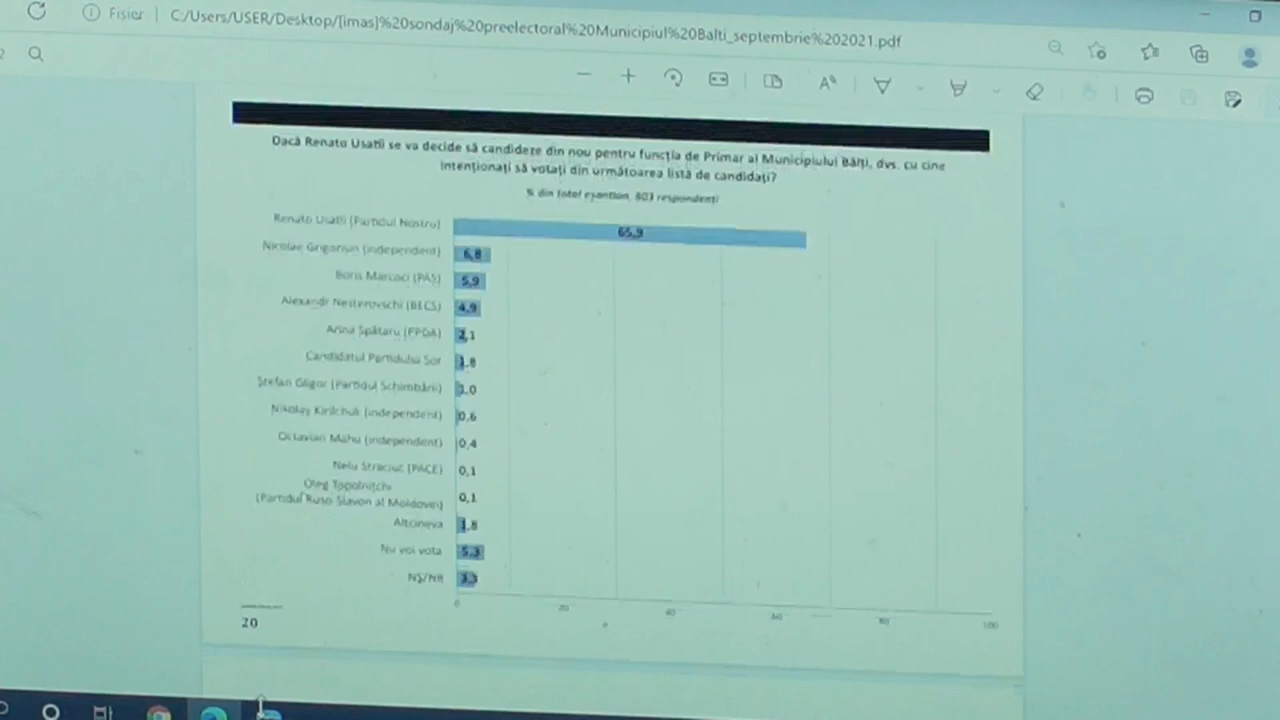 Fișier
C:/Users/USER/Desktop/[imas]%20sondaj%20preelectoral%20Municipiul%20Balti_septembrie%202021.pdf
Dacă Renato Usatîi se va decide să candideze din nou pentru funcția de Primar al Municipiului Bălți, dvs. cu cine
intenționați să votați din următoarea listă de candidați?
% din total eșantion, 803 respondenți
Renato Usatîi (Partidul Nostru) 65,9
Nicolae Grigorișin (independent) 6,8
Boris Marcoci (PAS) 5,9
Alexandr Nesterovschi (BECS) 4,9
Arina Spătaru (PPDA) 2,1
Candidatul Partidului Șor 1,8
Ștefan Gligor (Partidul Schimbării) 1,0
Nikolay Kirilchuk (independent) 0,6
Octavian Mahu (independent) 0,4
Neliu Straciuc (PACE) 0,1
Oleg Topolnițchi
(Partidul Ruso Slavon al Moldovei) 0,1
Altcineva 1,8
Nu voi vota 5,3
NȘ/NR 3,3
0 20 40 60 80 100
20